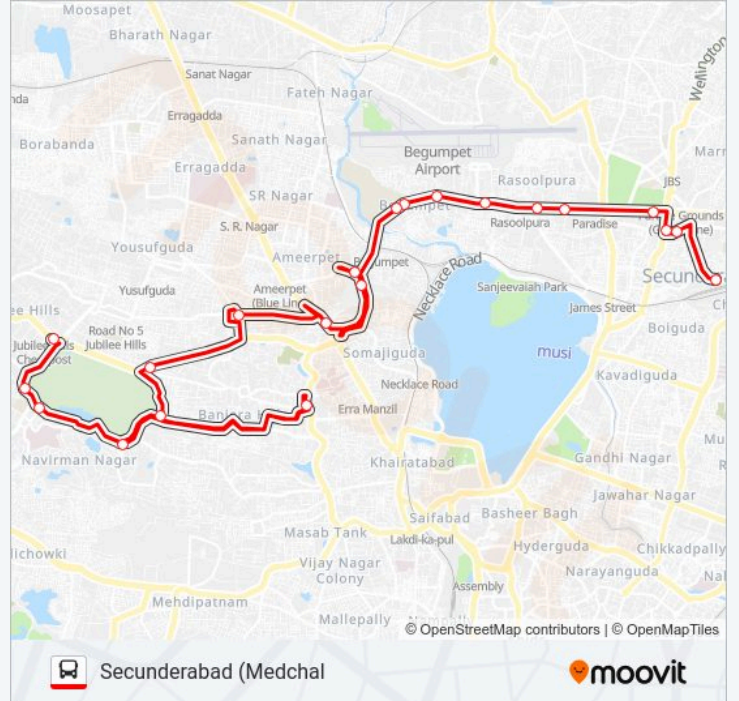 Moosapet
Bharath Nagar
Sanat Nagar
Fateh Nagar
Wellington
Erragadda
Borabanda
Sanath Nagar
Begumpet
Airport
Erragadda
Rasoolpura
JBS
SR Nagar
Paradise
Rasoolpura
Grounds
S. R. Nagar
Yousufguda
Ameerpet
Necklace Road
Sanjeevaiah Park
Yusufguda
Ameerpet
(Blue Line
James Street
Road No 5
Jubilee Hills
Boiguda
Somajiguda
musi
Kavadiguda
Necklace Road
Erra Manzil
Navirman Nagar
Khairatabad
Gandhi Nagar
Jawahar Nagar
Saifabad
Basheer Bagh
Masab Tank
Lakdi-ka-pul
Hyderguda
Chikkadpally
Vijay Nagar
Colony
Narayanguda
Assembly
Mehdipatnam
Mallepally
© OpenStreetMap contributors | © OpenMapTiles
Secunderabad (Medchal
moovit